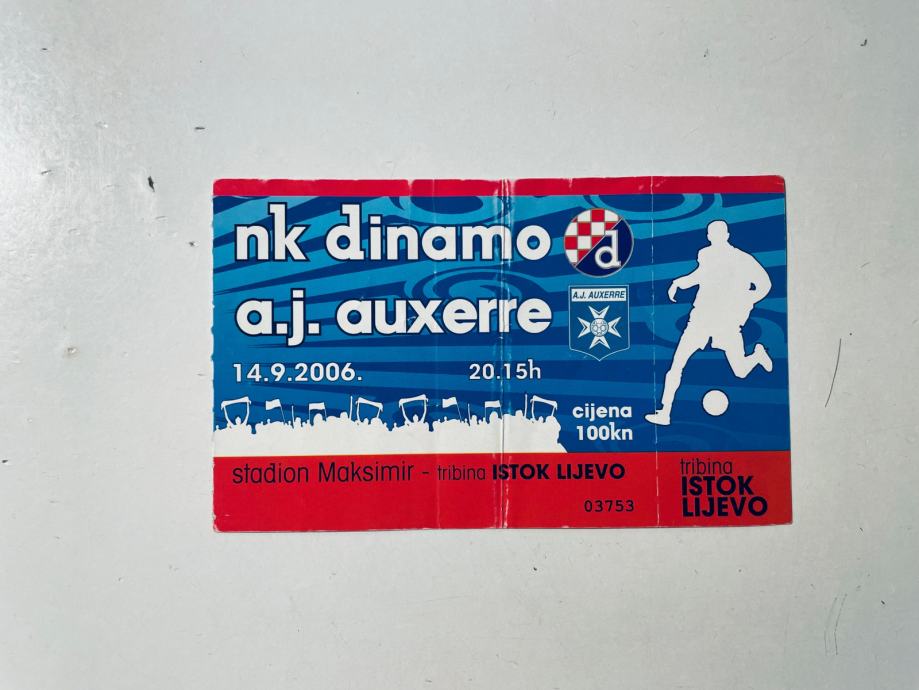 nk dinamo
a.j. auxerre
d
A.J. AUXERRE
14.9.2006. 20.15h
cijena
100kn
stadion Maksimir - tribina ISTOK LIJEVO
03753
tribina
ISTOK
LIJEVO